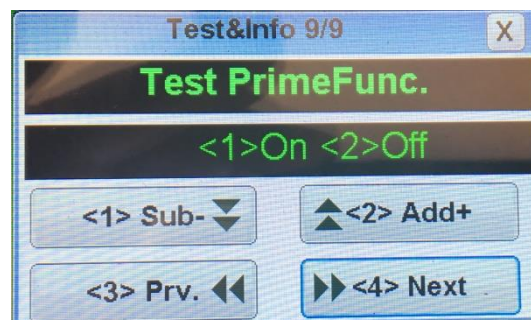 Test&Info 9/9
X
Test PrimeFunc.
<1>On <2>Off
<1> Sub-
<2> Add+
<3> Prv.
<4> Next